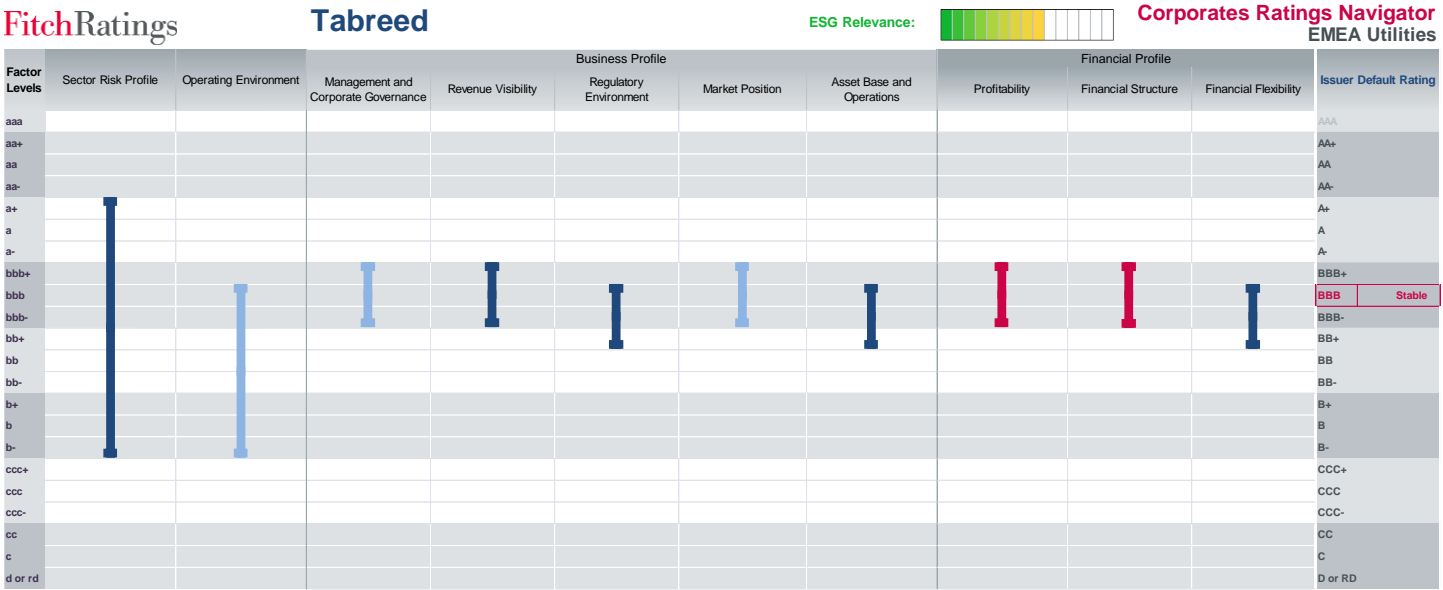 FitchRatings
Tabreed
ESG Relevance:
Corporates Ratings Navigator
EMEA Utilities
Factor Levels
Sector Risk Profile
Operating Environment
Business Profile
Management and
Corporate Governance
Revenue Visibility
Regulatory
Environment
Market Position
Asset Base and
Operations
Financial Profile
Profitability
Financial Structure
Financial Flexibility
Issuer Default Rating
aaa AAA
aa+ AA+
aa AA
aa- AA-
a+ A+
a A
a- A-
bbb+ BBB+
bbb BBB Stable
bbb- BBB-
bb+ BB+
bb BB
bb- BB-
b+ B+
b B
b- B-
ccc+ CCC+
ccc CCC
ccc- CCC-
cc CC
c C
d or rd D or RD